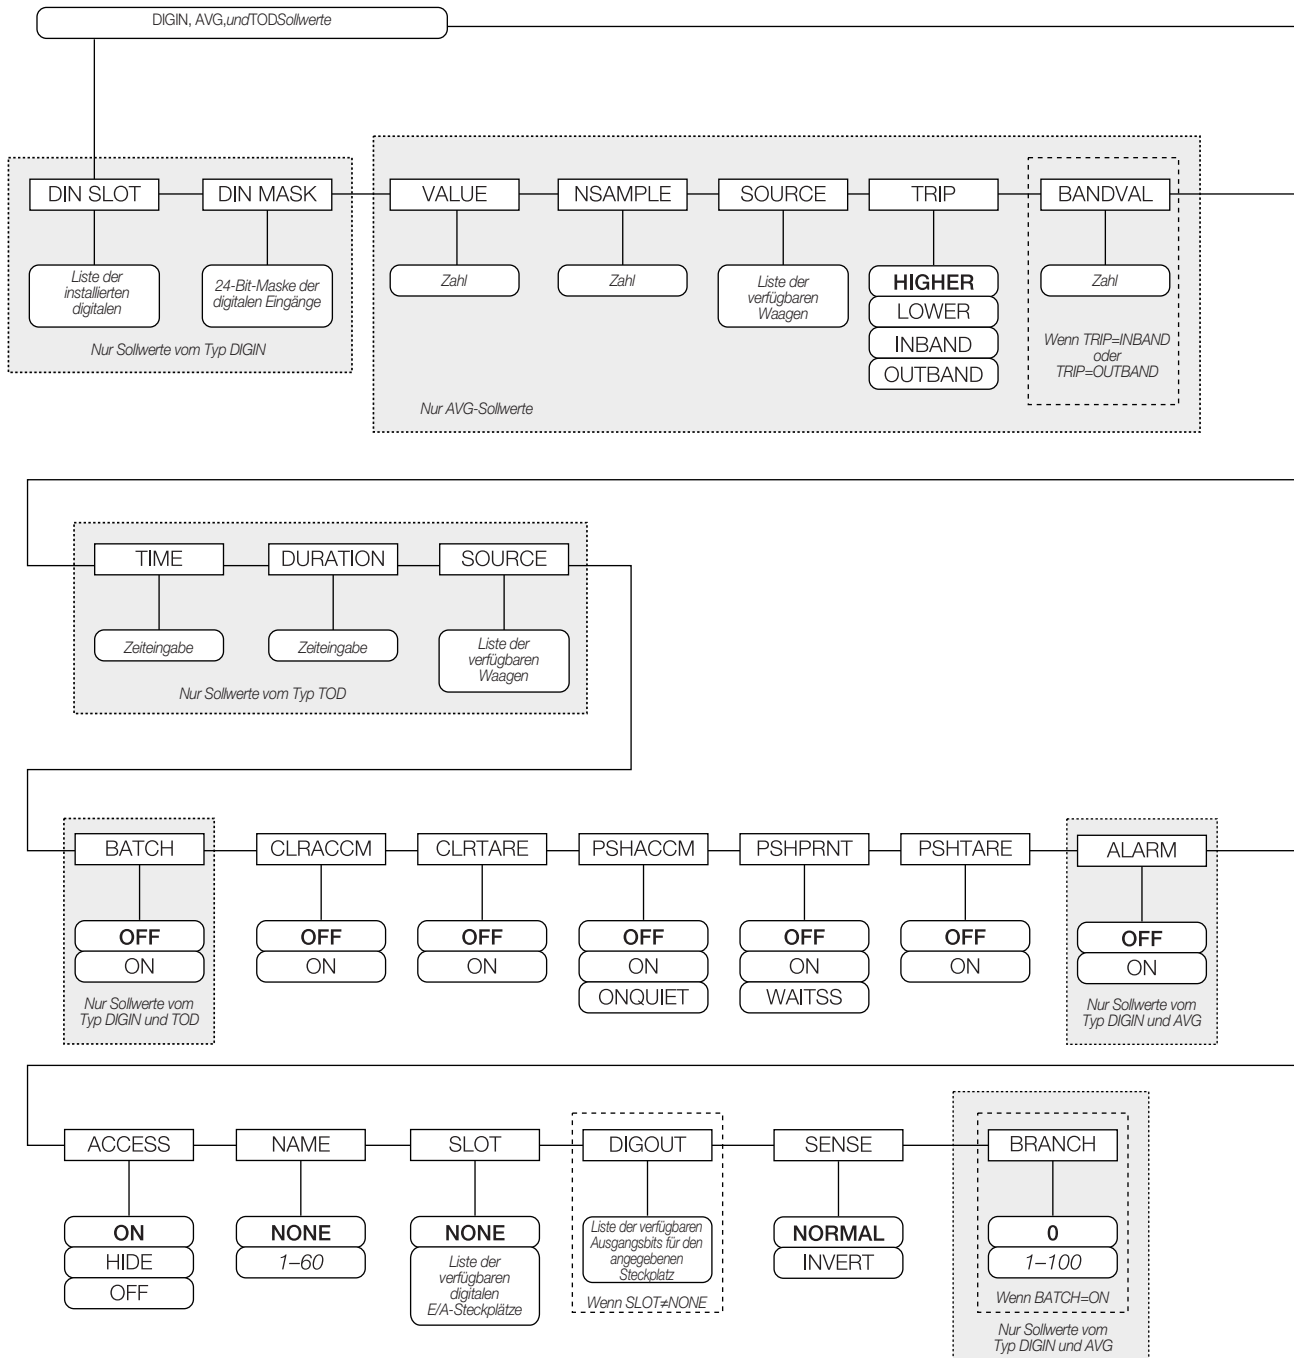 DIGIN, AVG,undTODSollwerte
DIN SLOT
DIN MASK
VALUE
NSAMPLE
SOURCE
TRIP
BANDVAL
Liste der
installierten
digitalen
24-Bit-Maske der
digitalen Eingänge
Zahl
Zahl
Liste der
verfügbaren
Waagen
HIGHER
LOWER
INBAND
OUTBAND
Zahl
Wenn TRIP=INBAND
oder
TRIP=OUTBAND
Nur Sollwerte vom Typ DIGIN
Nur AVG-Sollwerte
TIME
DURATION
SOURCE
Zeiteingabe
Zeiteingabe
Liste der
verfügbaren
Waagen
Nur Sollwerte vom Typ TOD
BATCH
CLRACCM
CLRTARE
PSHACCM
PSHPRNT
PSHTARE
ALARM
OFF
ON
OFF
ON
OFF
ON
OFF
ON
ONQUIET
OFF
ON
WAITSS
OFF
ON
OFF
ON
Nur Sollwerte vom
Typ DIGIN und TOD
Nur Sollwerte vom
Typ DIGIN und AVG
ACCESS
NAME
SLOT
DIGOUT
SENSE
BRANCH
ON
HIDE
OFF
NONE
1–60
NONE
Liste der
verfügbaren
digitalen
E/A-Steckplätze
Liste der verfügbaren
Ausgangsbits für den
angegebenen
Steckplatz
Wenn SLOT≠NONE
NORMAL
INVERT
0
1–100
Wenn BATCH=ON
Nur Sollwerte vom
Typ DIGIN und AVG